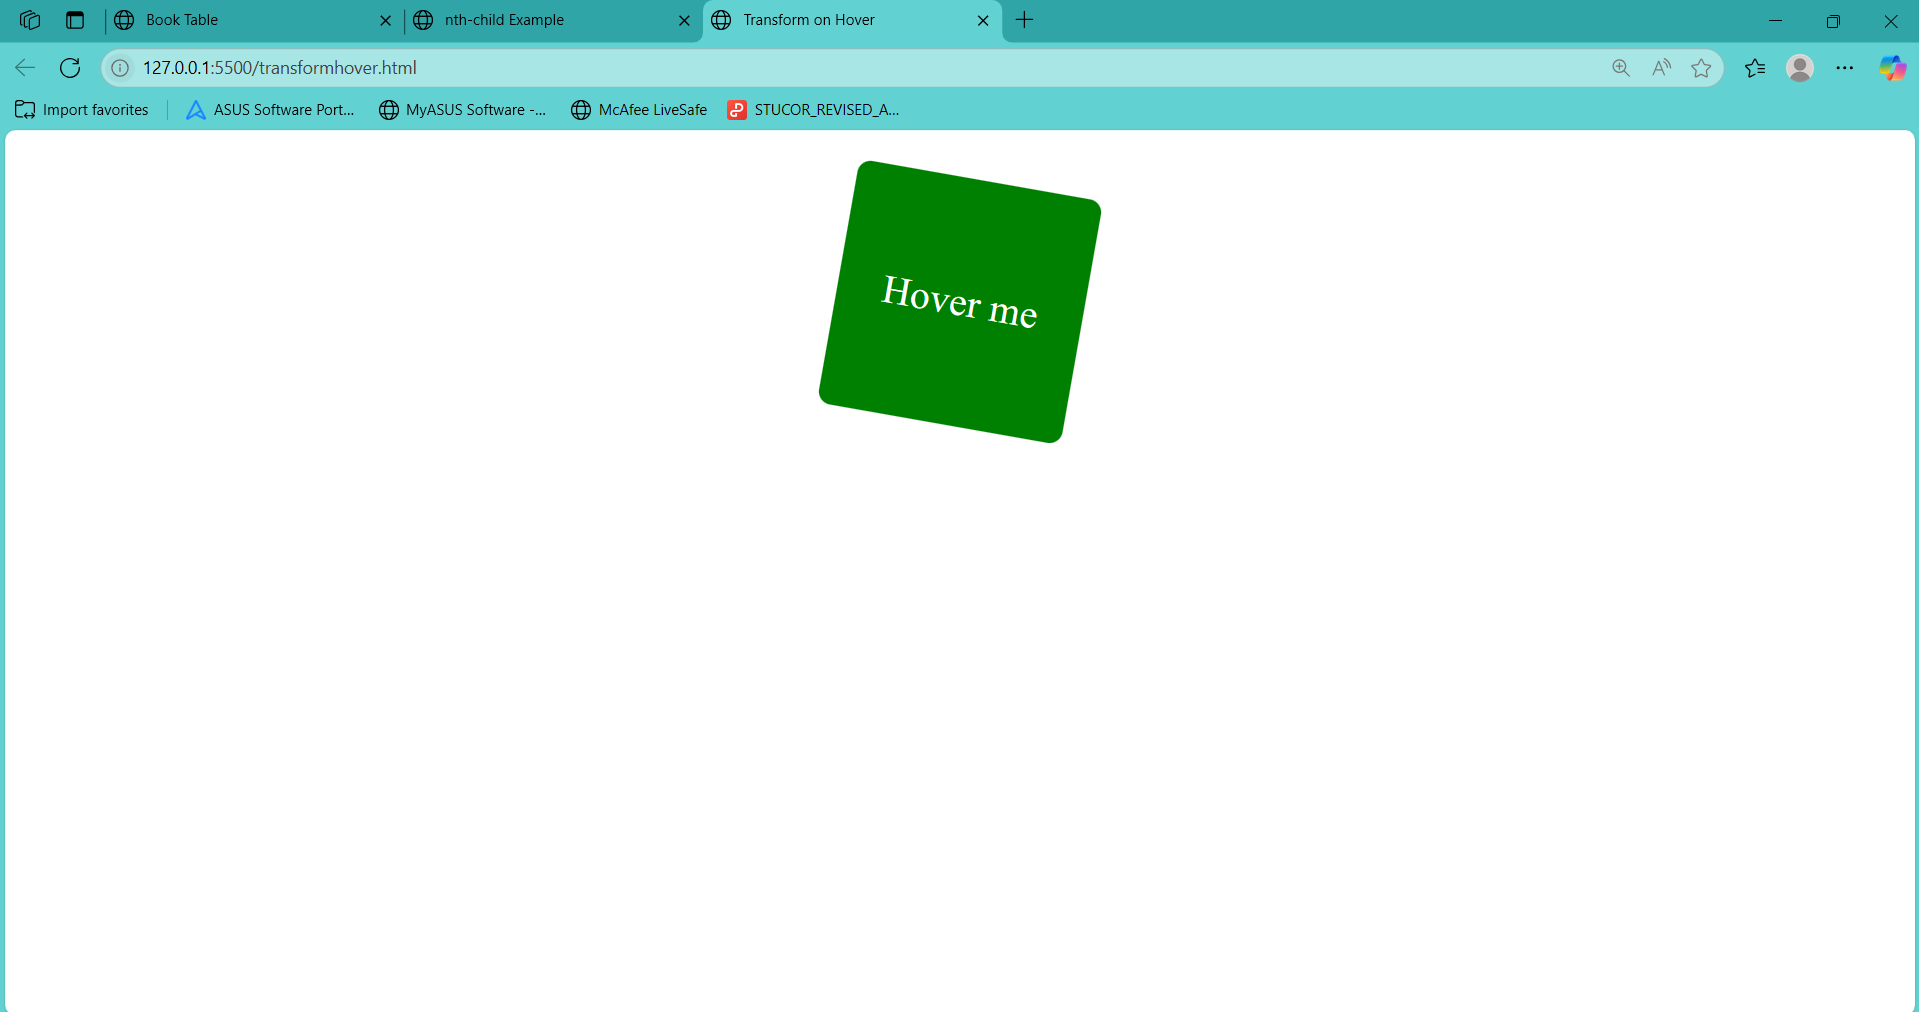 Book Table
nth-child Example
Transform on Hover
127.0.0.1:5500/transformhover.html
Import favorites
ASUS Software Port...
MyASUS Software -...
McAfee LiveSafe
STUCOR_REVISED_A...
Hover me